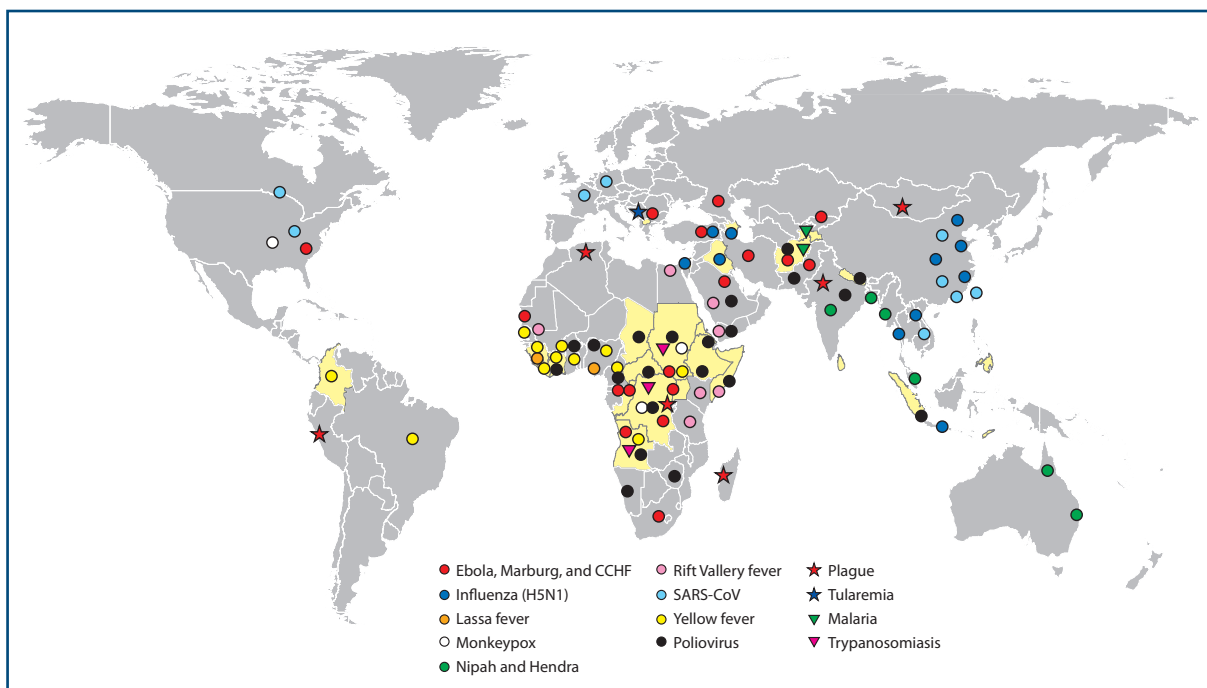 Ebola, Marburg, and CCHF
Influenza (H5N1)
Lassa fever
Monkeypox
Nipah and Hendra
Rift Vallery fever
SARS-CoV
Yellow fever
Poliovirus
Plague
Tularemia
Malaria
Trypanosomiasis